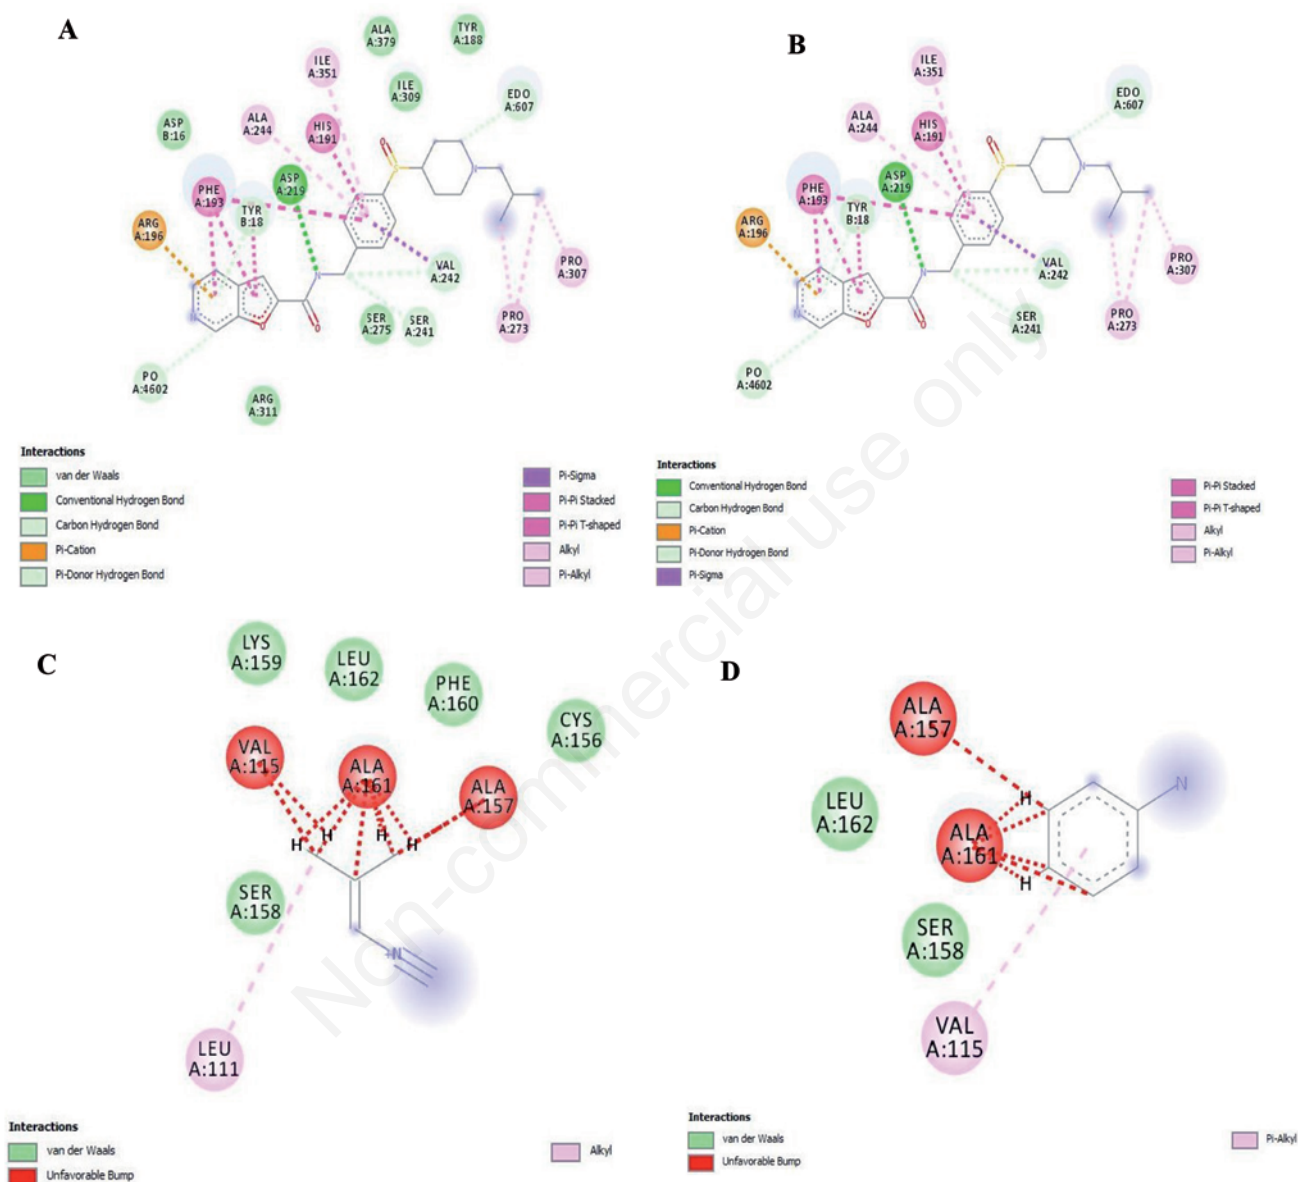 A
ALA
A:379
TYR
A:188
ILE
A:351
ILE
A:309
EDO
A:607
ASP
B:16
ALA
A:244
HIS
A:191
O
S
N
PHE
A:193
ASP
A:219
TYR
B:18
ARG
A:196
VAL
A:242
PRO
A:307
N
N
O
O
SER
A:275
SER
A:241
PRO
A:273
PO
A:4602
ARG
A:311
Interactions
van der Waals
Conventional Hydrogen Bond
Carbon Hydrogen Bond
Pi-Cation
Pi-Donor Hydrogen Bond
Pi-Sigma
Pi-Pi Stacked
Pi-Pi T-shaped
Alkyl
Pi-Alkyl
B
ILE
A:351
EDO
A:607
ALA
A:244
HIS
A:191
O
S
N
PHE
A:193
ASP
A:219
TYR
B:18
ARG
A:196
VAL
A:242
PRO
A:307
N
N
O
O
SER
A:241
PRO
A:273
PO
A:4602
Interactions
Conventional Hydrogen Bond
Carbon Hydrogen Bond
Pi-Cation
Pi-Donor Hydrogen Bond
Pi-Sigma
Pi-Pi Stacked
Pi-Pi T-shaped
Alkyl
Pi-Alkyl
Non-commercial use only
C
LYS
A:159
LEU
A:162
PHE
A:160
CYS
A:156
VAL
A:115
ALA
A:161
ALA
A:157
H
H
H
H
SER
A:158
+N
LEU
A:111
Interactions
van der Waals
Unfavorable Bump
Alkyl
D
ALA
A:157
LEU
A:162
H
N
ALA
A:161
H
SER
A:158
VAL
A:115
Interactions
van der Waals
Unfavorable Bump
Pi-Alkyl